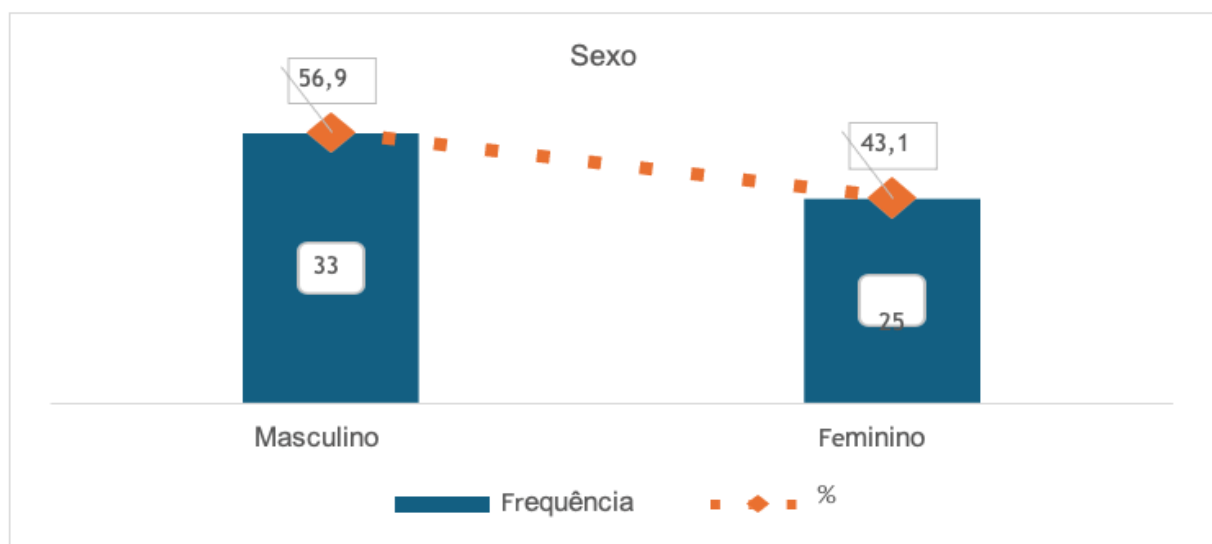 Sexo
56,9
43,1
33
25
Masculino Feminino
Frequência %